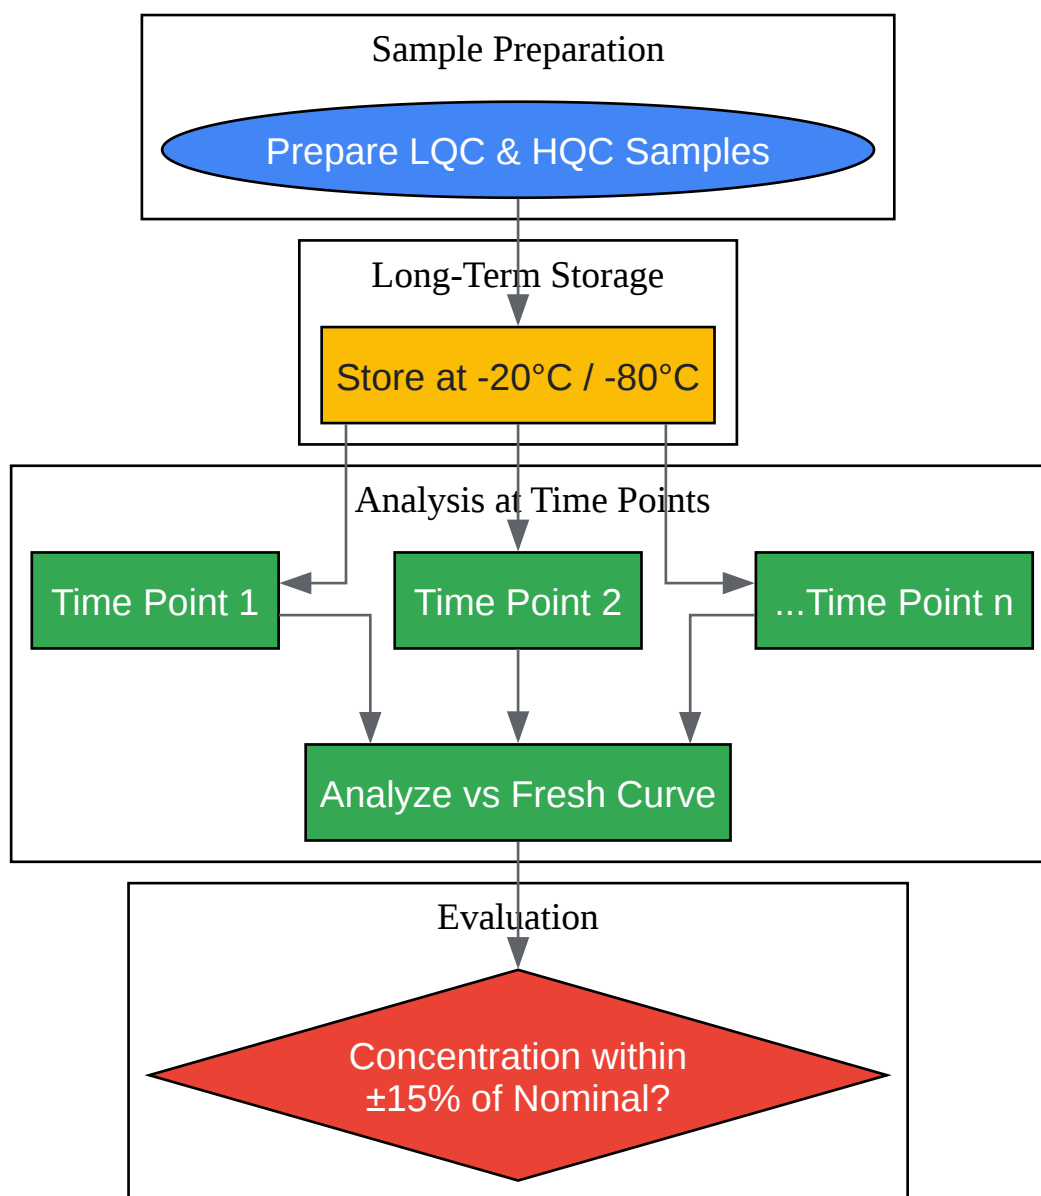 Sample Preparation
Prepare LQC & HQC Samples
Long-Term Storage
Store at -20°C / -80°C
Analysis at Time Points
Time Point 1
Time Point 2
...Time Point n
Analyze vs Fresh Curve
Evaluation
Concentration within
±15% of Nominal?